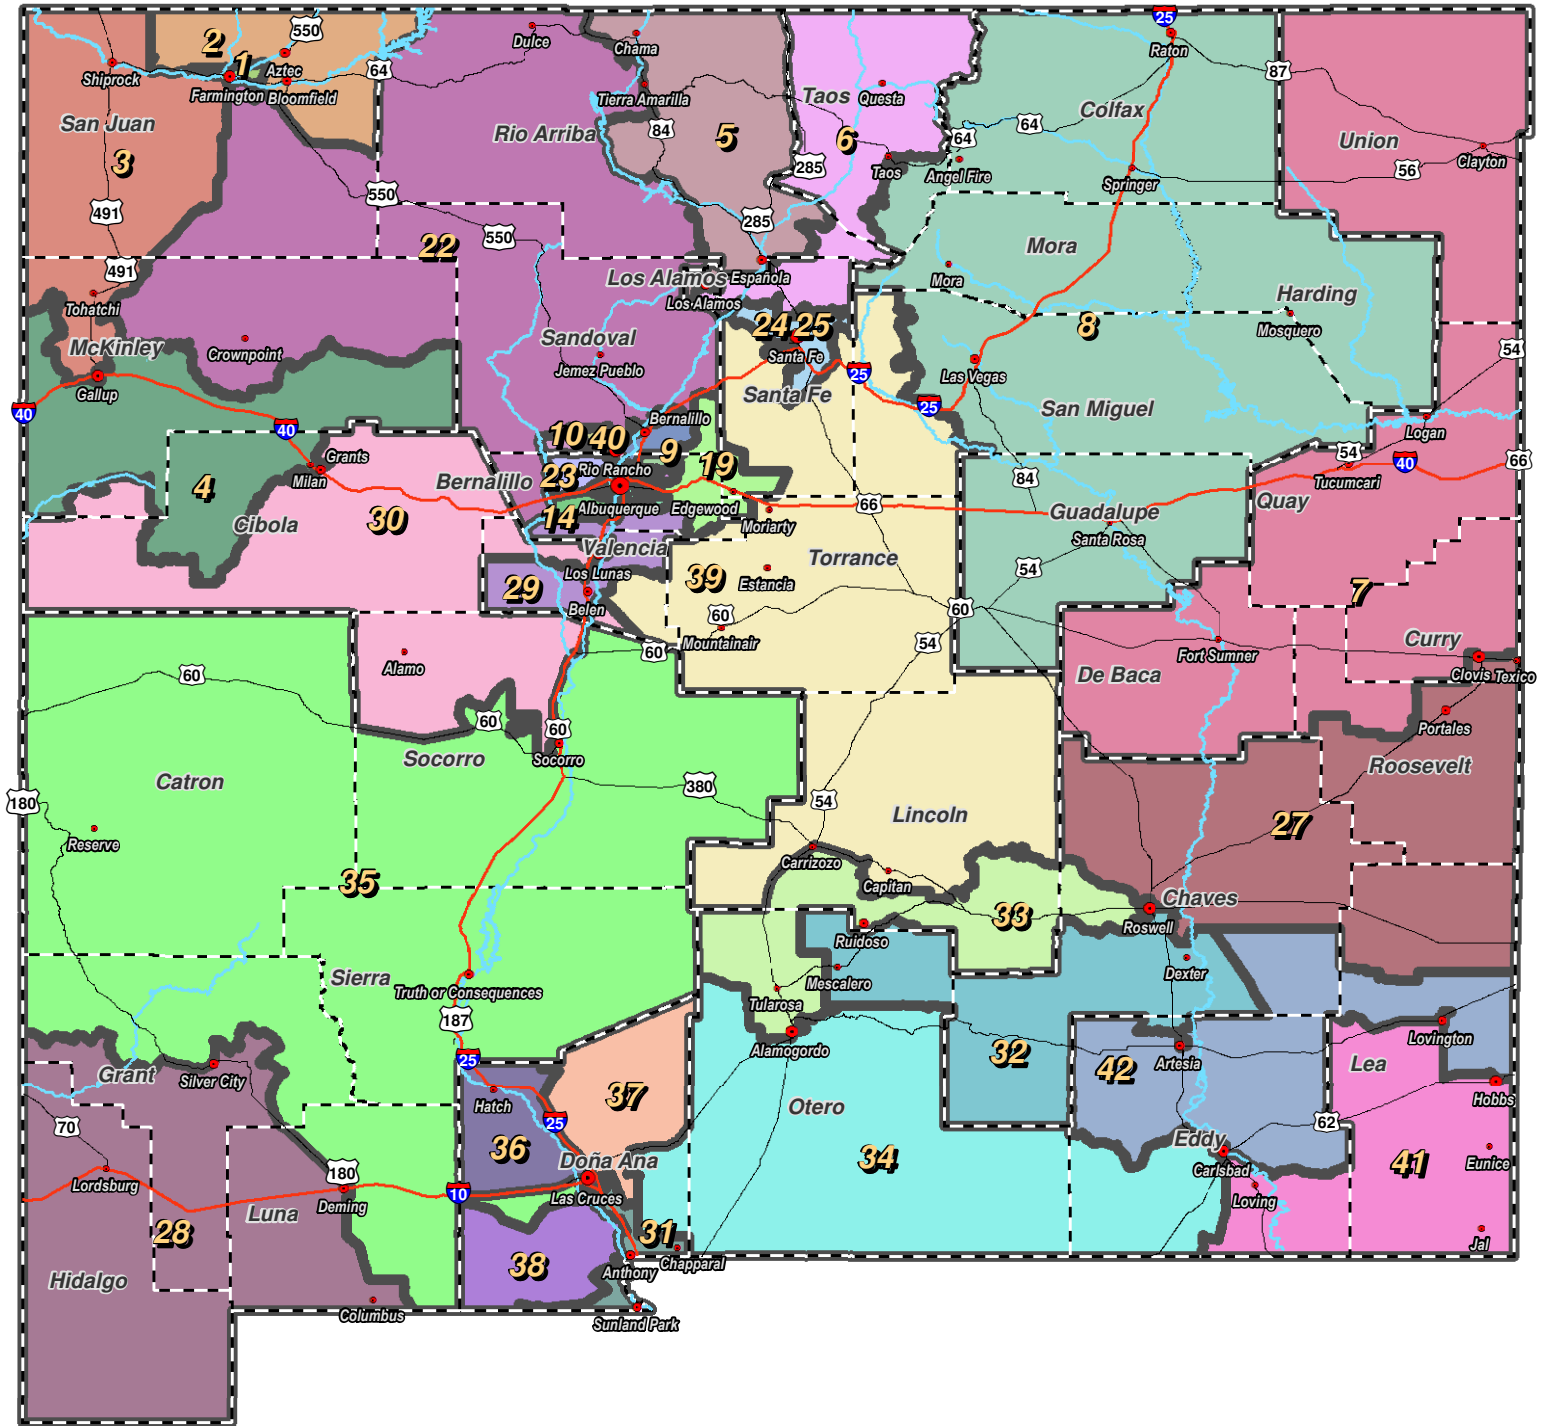 25
2
550
Dulce
Chama
Raton
1
Aztec
64
87
Shiprock
Farmington
Bloomfield
Tierra Amarilla
Taos
Questa
Colfax
San Juan
Rio Arriba
84
5
6
64
64
Union
3
285
Taos
Angel Fire
Springer
56
Clayton
550
491
285
22
550
Mora
491
Los Alamos
Española
Mora
Harding
Tohatchi
Los Alamos
Mosquero
McKinley
Crownpoint
Sandoval
24
25
8
Santa Fe
54
Jemez Pueblo
Gallup
25
Las Vegas
Santa Fe
40
40
25
San Miguel
Bernalillo
Logan
10
40
9
54
Grants
Milan
Rio Rancho
19
40
66
Bernalillo
23
84
Tucumcari
4
Albuquerque
Edgewood
66
Quay
Cibola
30
14
Moriarty
Guadalupe
Santa Rosa
Valencia
Torrance
Los Lunas
39
Estancia
54
29
7
Belen
60
60
Mountainair
54
Curry
Alamo
60
Fort Sumner
60
De Baca
Clovis
Texico
60
60
Portales
Socorro
Socorro
Roosevelt
Catron
380
180
54
Lincoln
27
Reserve
Carrizozo
35
Capitan
Chaves
33
Roswell
Ruidoso
Dexter
Sierra
Mescalero
Truth or Consequences
Tularosa
187
Lovington
Alamogordo
25
32
42
Artesia
Lea
Grant
Silver City
37
Hatch
Otero
Hobbs
70
25
62
36
Eddy
34
41
Eunice
Doña Ana
Carlsbad
Lordsburg
180
10
Las Cruces
Loving
Deming
Luna
28
31
Jal
38
Anthony
Chapparal
Hidalgo
Columbus
Sunland Park